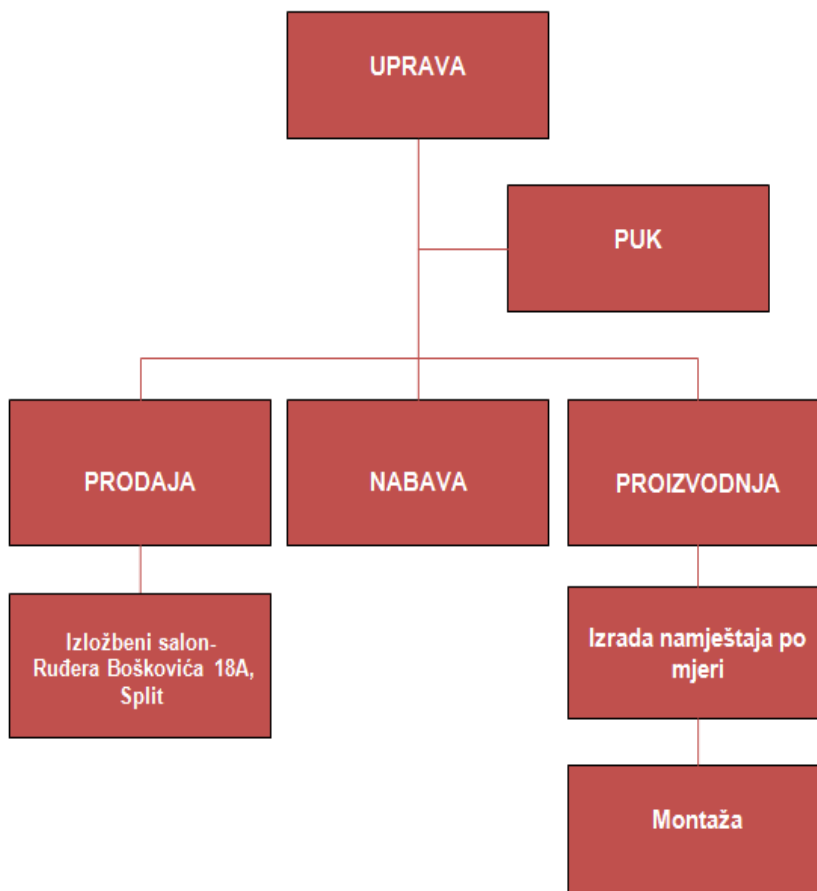 UPRAVA
PUK
PRODAJA
NABAVA
PROIZVODNJA
Izložbeni salon-
Ruđera Boškovića 18A,
Split
Izrada namještaja po
mjeri
Montaža